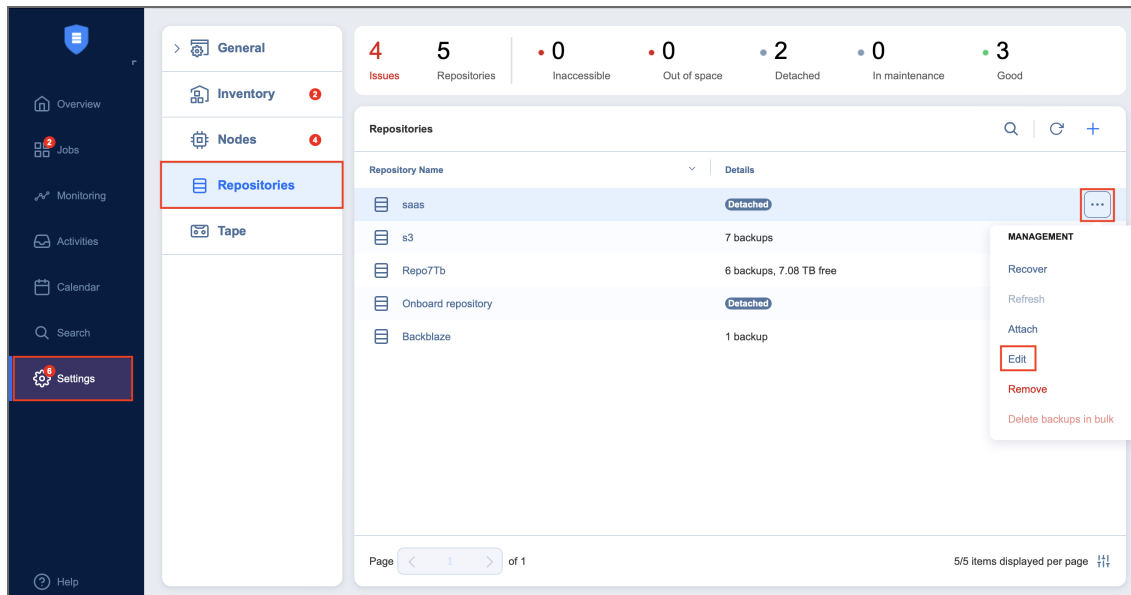 Overview
2
Jobs
Monitoring
Activities
Calendar
Search
6
Settings
Help
General
Inventory 2
Nodes 4
Repositories
Tape
4 5 0 0 2 0 3
Issues Repositories Inaccessible Out of space Detached In maintenance Good
Repositories
Repository Name Details
saas Detached
s3 7 backups
Repo7Tb 6 backups, 7.08 TB free
Onboard repository Detached
Backblaze 1 backup
MANAGEMENT
Recover
Refresh
Attach
Edit
Remove
Delete backups in bulk
Page 1 of 1
5/5 items displayed per page